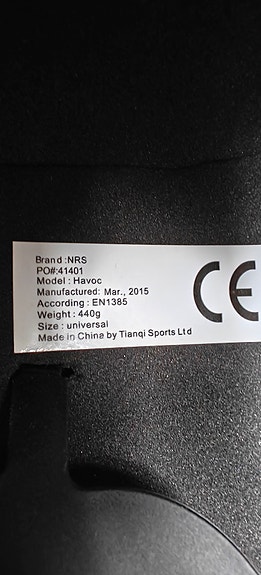 Brand :NRS
PO#:41401
Model : Havoc
Manufactured: Mar., 2015
According : EN1385
Weight : 440g
Size : universal
Made in China by Tianqi Sports Ltd
CE